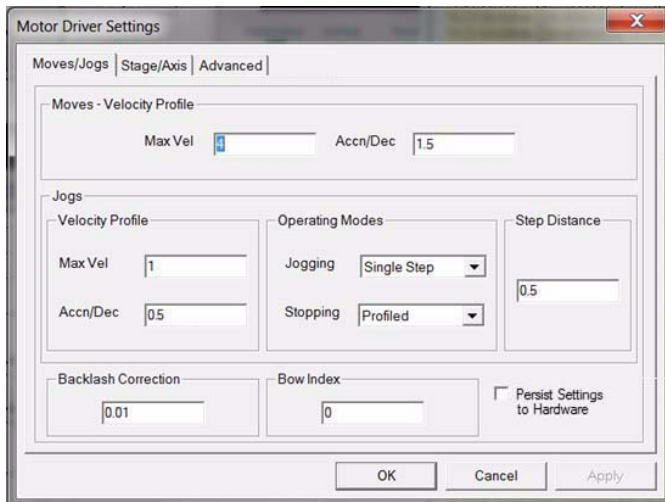 Motor Driver Settings
Moves/Jogs Stage/Axis Advanced
Moves - Velocity Profile
Max Vel 4 Accn/Dec 1.5
Jogs
Velocity Profile Operating Modes Step Distance
Max Vel 1 Jogging Single Step
0.5
Accn/Dec 0.5 Stopping Profiled
Backlash Correction Bow Index
Persist Settings
to Hardware
0.01 0
OK Cancel Apply